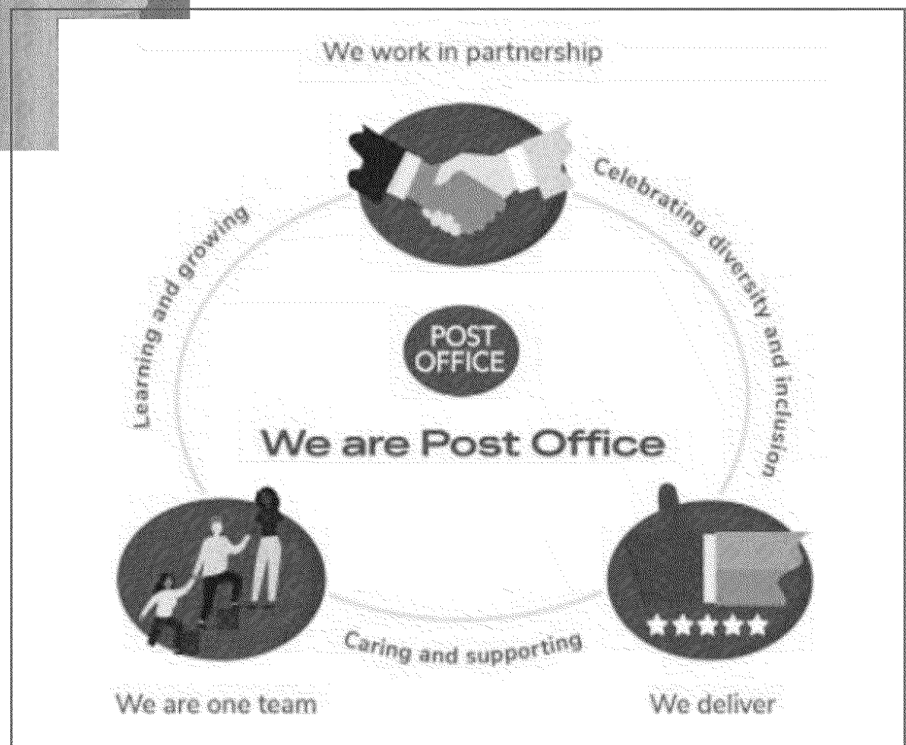 We work in partnership
Celebrating diversity and inclusion
Learning and growing
POST
OFFICE
We are Post Office
Caring and supporting
We are one team
We deliver